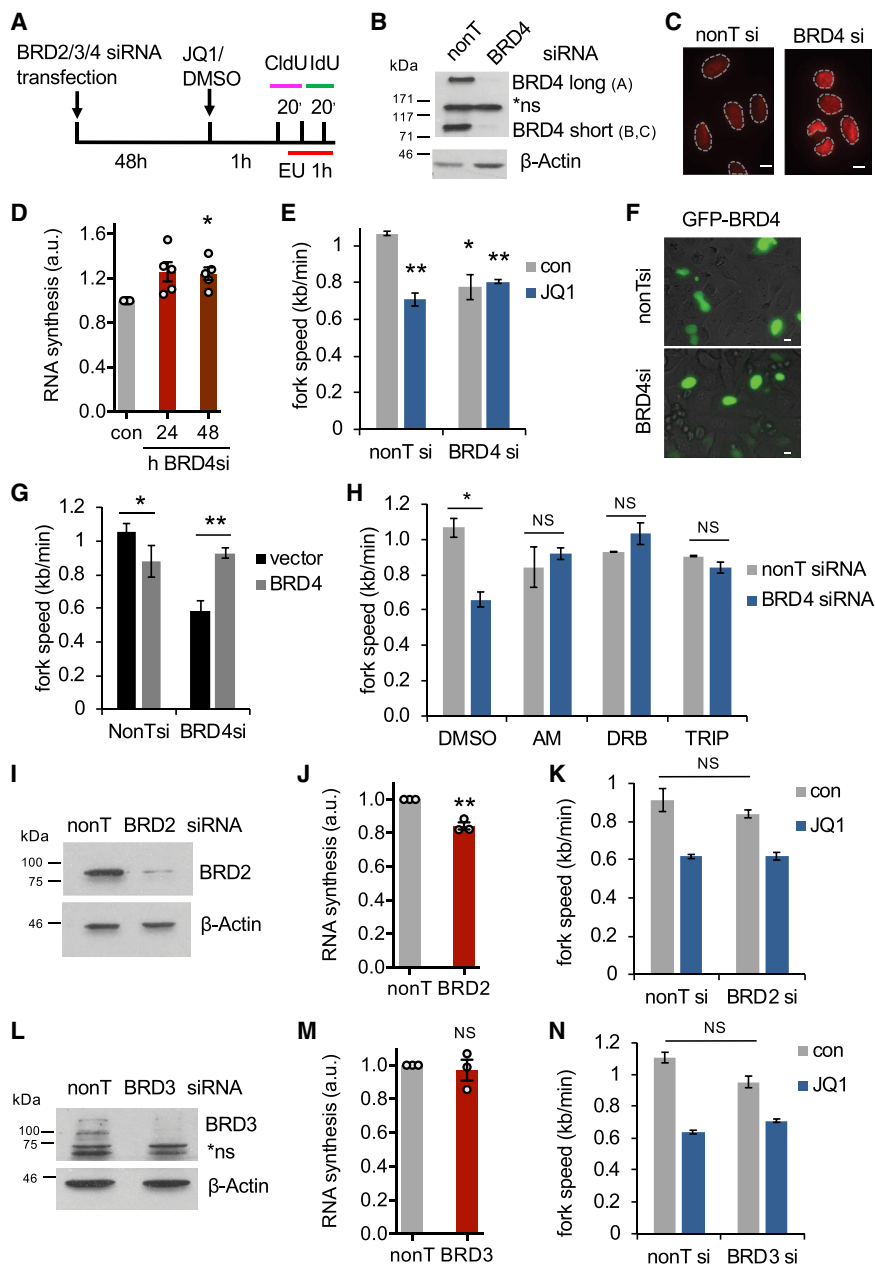 A
BRD2/3/4 siRNA
transfection
JQ1/
DMSO
CldU IdU
20' 20'
48h
1h
EU 1h
B
nonT
BRD4
siRNA
kDa
BRD4 long (A)
171
*ns
117
BRD4 short (B,C)
71
46
β-Actin
C
nonT si
BRD4 si
D
RNA synthesis (a.u.)
1.6
1.2
0.8
0.4
0.0
*
con
24
48
h BRD4si
E
fork speed (kb/min)
1
0.8
0.6
0.4
0.2
0
**
*
**
con
JQ1
nonT si
BRD4 si
F
GFP-BRD4
nonTsi
BRD4si
G
fork speed (kb/min)
1.2
1
0.8
0.6
0.4
0.2
0
*
**
vector
BRD4
NonTsi
BRD4si
H
fork speed (kb/min)
1.2
1.0
0.8
0.6
0.4
0.2
0.0
*
NS
NS
NS
nonT siRNA
BRD4 siRNA
DMSO
AM
DRB
TRIP
I
nonT BRD2 siRNA
kDa
100
75
BRD2
46
β-Actin
J
RNA synthesis (a.u.)
1.0
0.8
0.6
0.4
0.2
0.0
**
nonT BRD2
K
fork speed (kb/min)
1
0.8
0.6
0.4
0.2
0
NS
con
JQ1
nonT si
BRD2 si
L
nonT BRD3 siRNA
kDa
BRD3
100
75
*ns
46
β-Actin
M
RNA synthesis (a.u.)
1.0
0.8
0.6
0.4
0.2
0.0
NS
nonT BRD3
N
fork speed (kb/min)
1.2
1
0.8
0.6
0.4
0.2
0
NS
con
JQ1
nonT si
BRD3 si